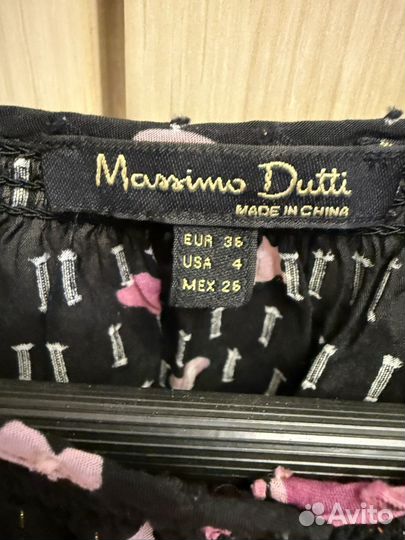 Massimo Dutti
MADE IN CHINA
EUR 36
USA 4
MEX 26
Avito